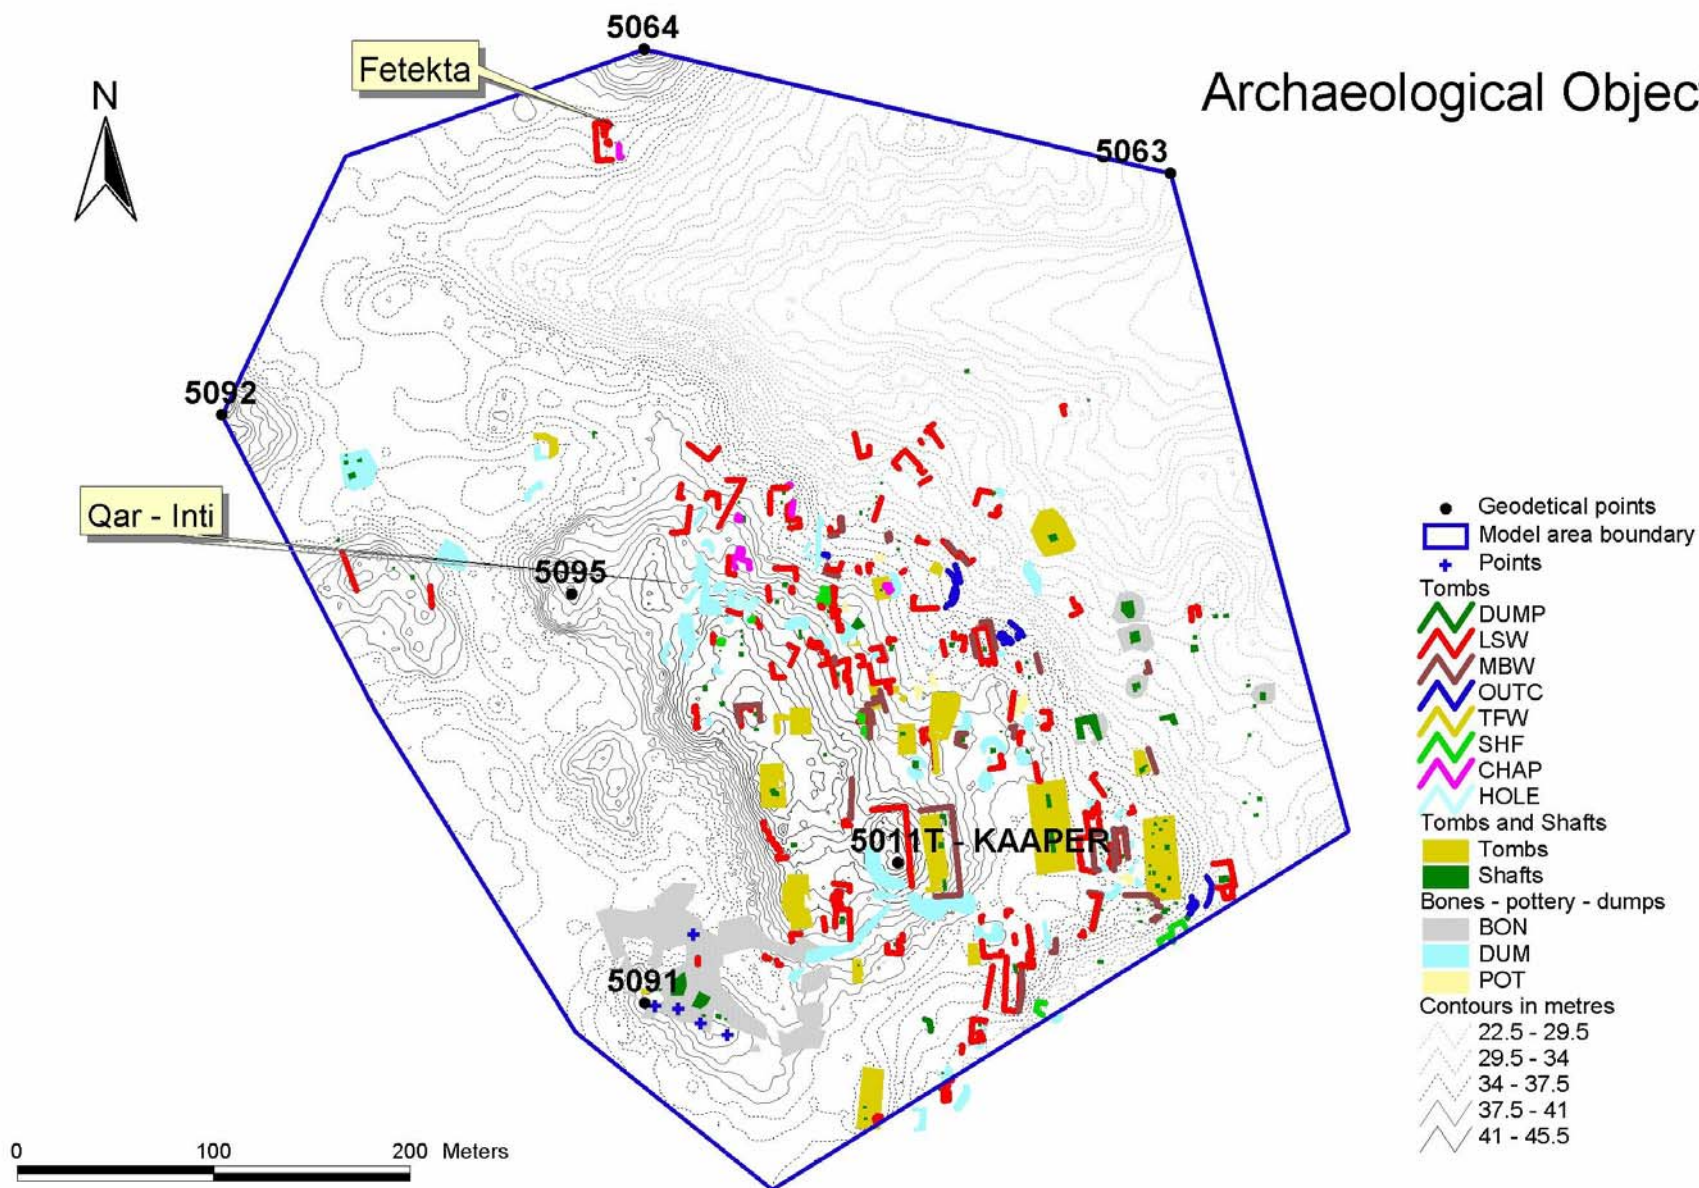 5064
Fetekta
N
Archaeological Objec
5063
5092
Qar - Inti
5095
5011T - KAAPER
5091
Geodetical points
Model area boundary
Points
Tombs
DUMP
LSW
MBW
OUTC
TFW
SHF
CHAP
HOLE
Tombs and Shafts
Tombs
Shafts
Bones - pottery - dumps
BON
DUM
POT
Contours in metres
22.5 - 29.5
29.5 - 34
34 - 37.5
37.5 - 41
41 - 45.5
0 100 200 Meters